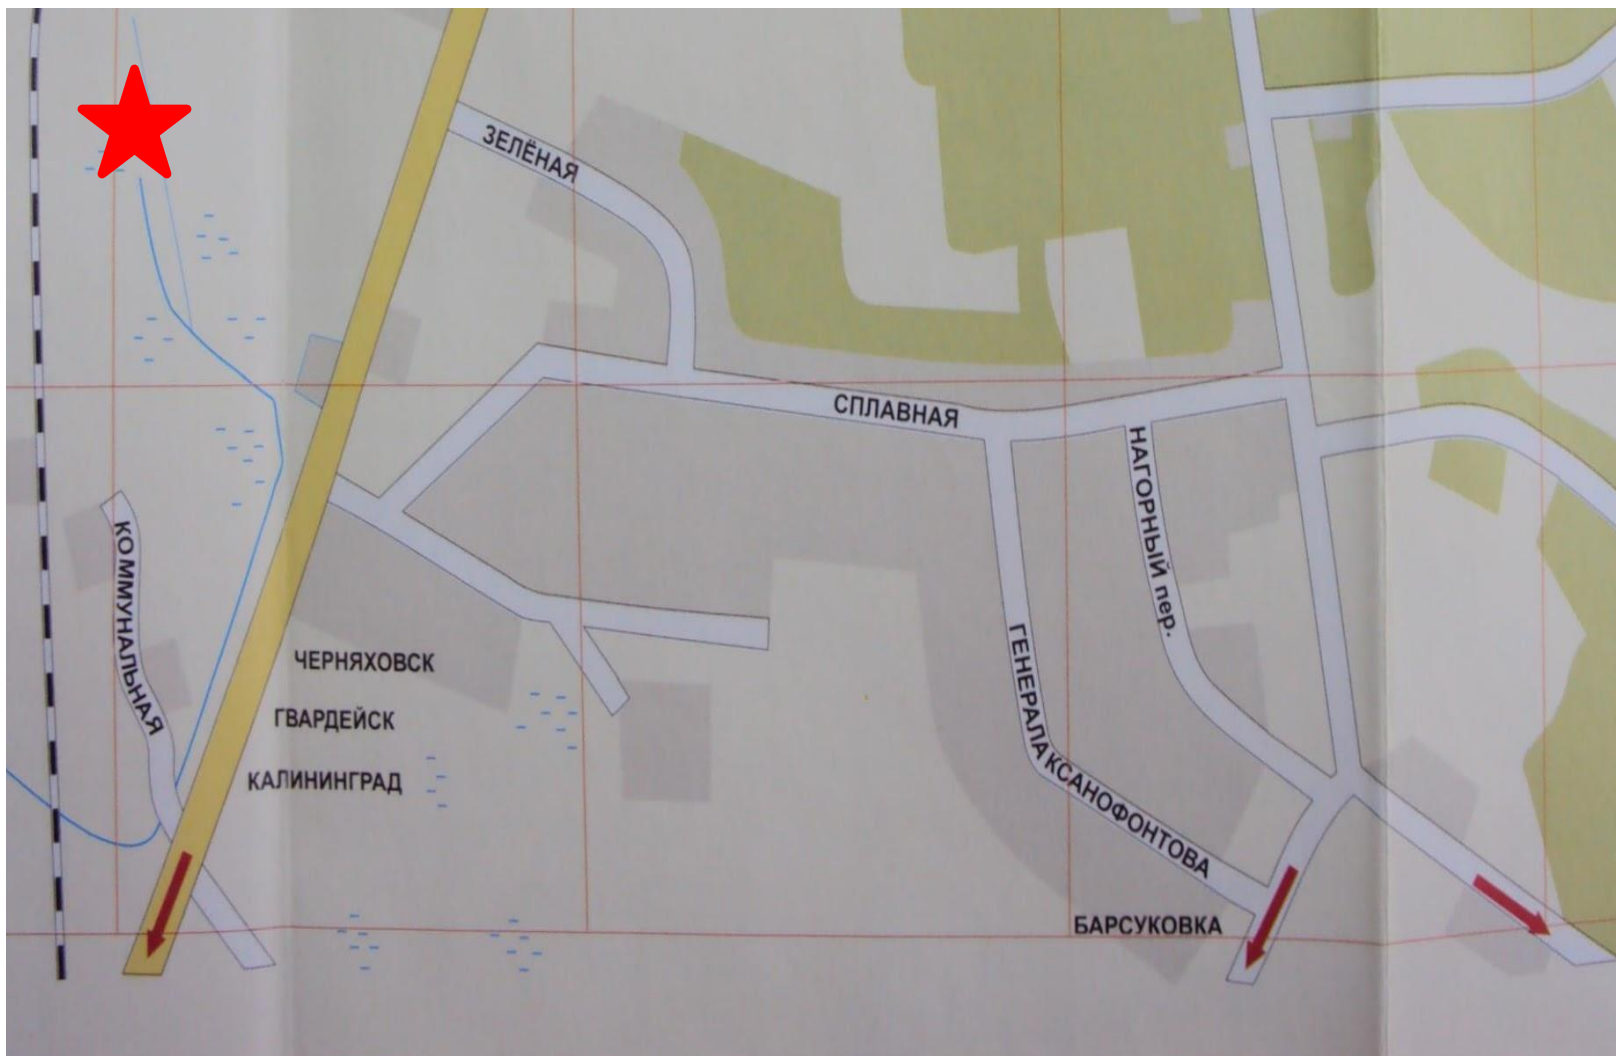 ЗЕЛЁНАЯ
СПЛАВНАЯ
НАГОРНЫЙ пер.
КОММУНАЛЬНАЯ
ГЕНЕРАЛА КСАНОФОНТОВА
ЧЕРНЯХОВСК
ГВАРДЕЙСК
КАЛИНИНГРАД
БАРСУКОВКА